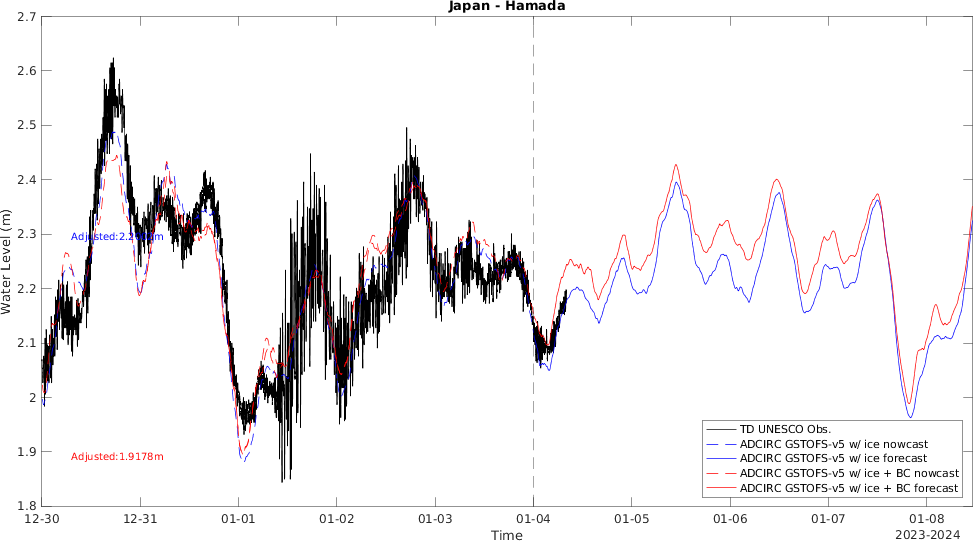 Japan - Hamada
2.7
2.6
2.5
2.4
2.3
2.2
2.1
2
1.9
1.8
Water Level (m)
Adjusted:
Adjusted:1.9178m
TD UNESCO Obs.
ADCIRC GSTOFS-v5 w/ ice nowcast
ADCIRC GSTOFS-v5 w/ ice forecast
ADCIRC GSTOFS-v5 w/ ice + BC nowcast
ADCIRC GSTOFS-v5 w/ ice + BC forecast
12-30 12-31 01-01 01-02 01-03 01-04 01-05 01-06 01-07 01-08
Time
2023-2024